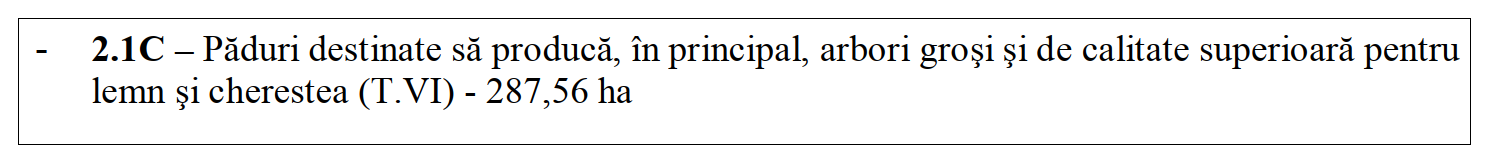 - 2.1C – Păduri destinate să producă, în principal, arbori groşi şi de calitate superioară pentru
lemn şi cherestea (T.VI) - 287,56 ha